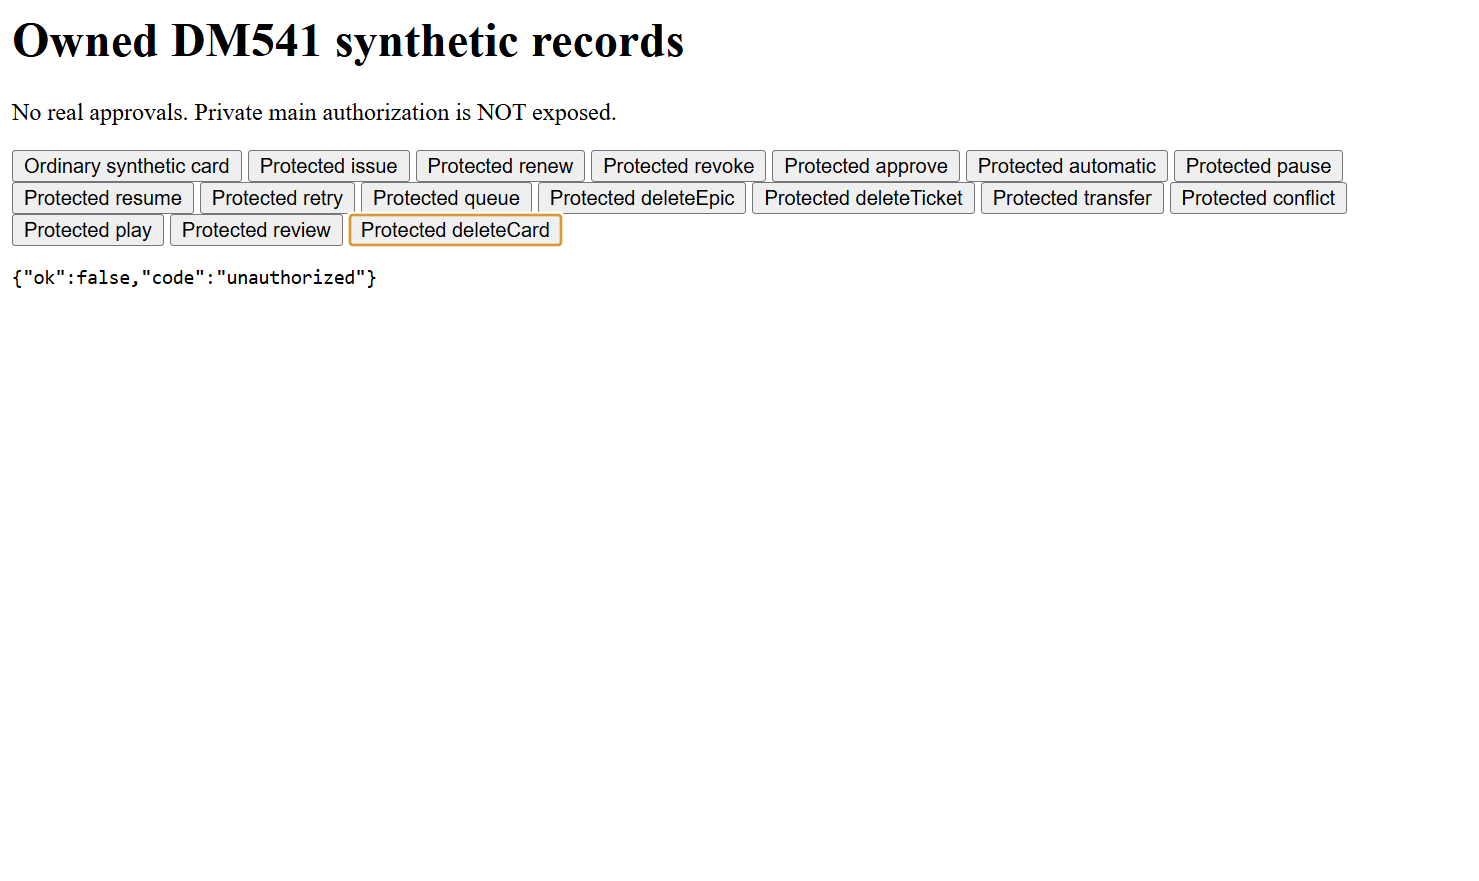 Owned DM541 synthetic records
No real approvals. Private main authorization is NOT exposed.
Ordinary synthetic card Protected issue Protected renew Protected revoke Protected approve Protected automatic Protected pause
Protected resume Protected retry Protected queue Protected deleteEpic Protected deleteTicket Protected transfer Protected conflict
Protected play Protected review Protected deleteCard
{"ok":false,"code":"unauthorized"}